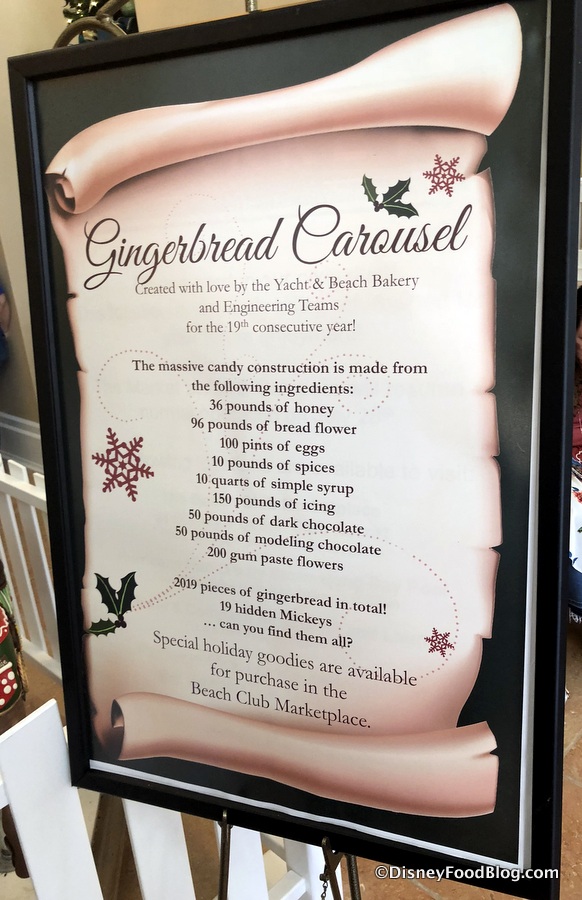 Gingerbread Carousel
Created with love by the Yacht & Beach Bakery
and Engineering Teams
for the 19th consecutive year!
The massive candy construction is made from
the following ingredients:
36 pounds of honey
96 pounds of bread flower
100 pints of eggs
10 pounds of spices
10 quarts of simple syrup
150 pounds of icing
50 pounds of dark chocolate
50 pounds of modeling chocolate
200 gum paste flowers
2019 pieces of gingerbread in total!
19 hidden Mickeys
... can you find them all?
Special holiday goodies are available
for purchase in the
Beach Club Marketplace.
©DisneyFoodBlog.com